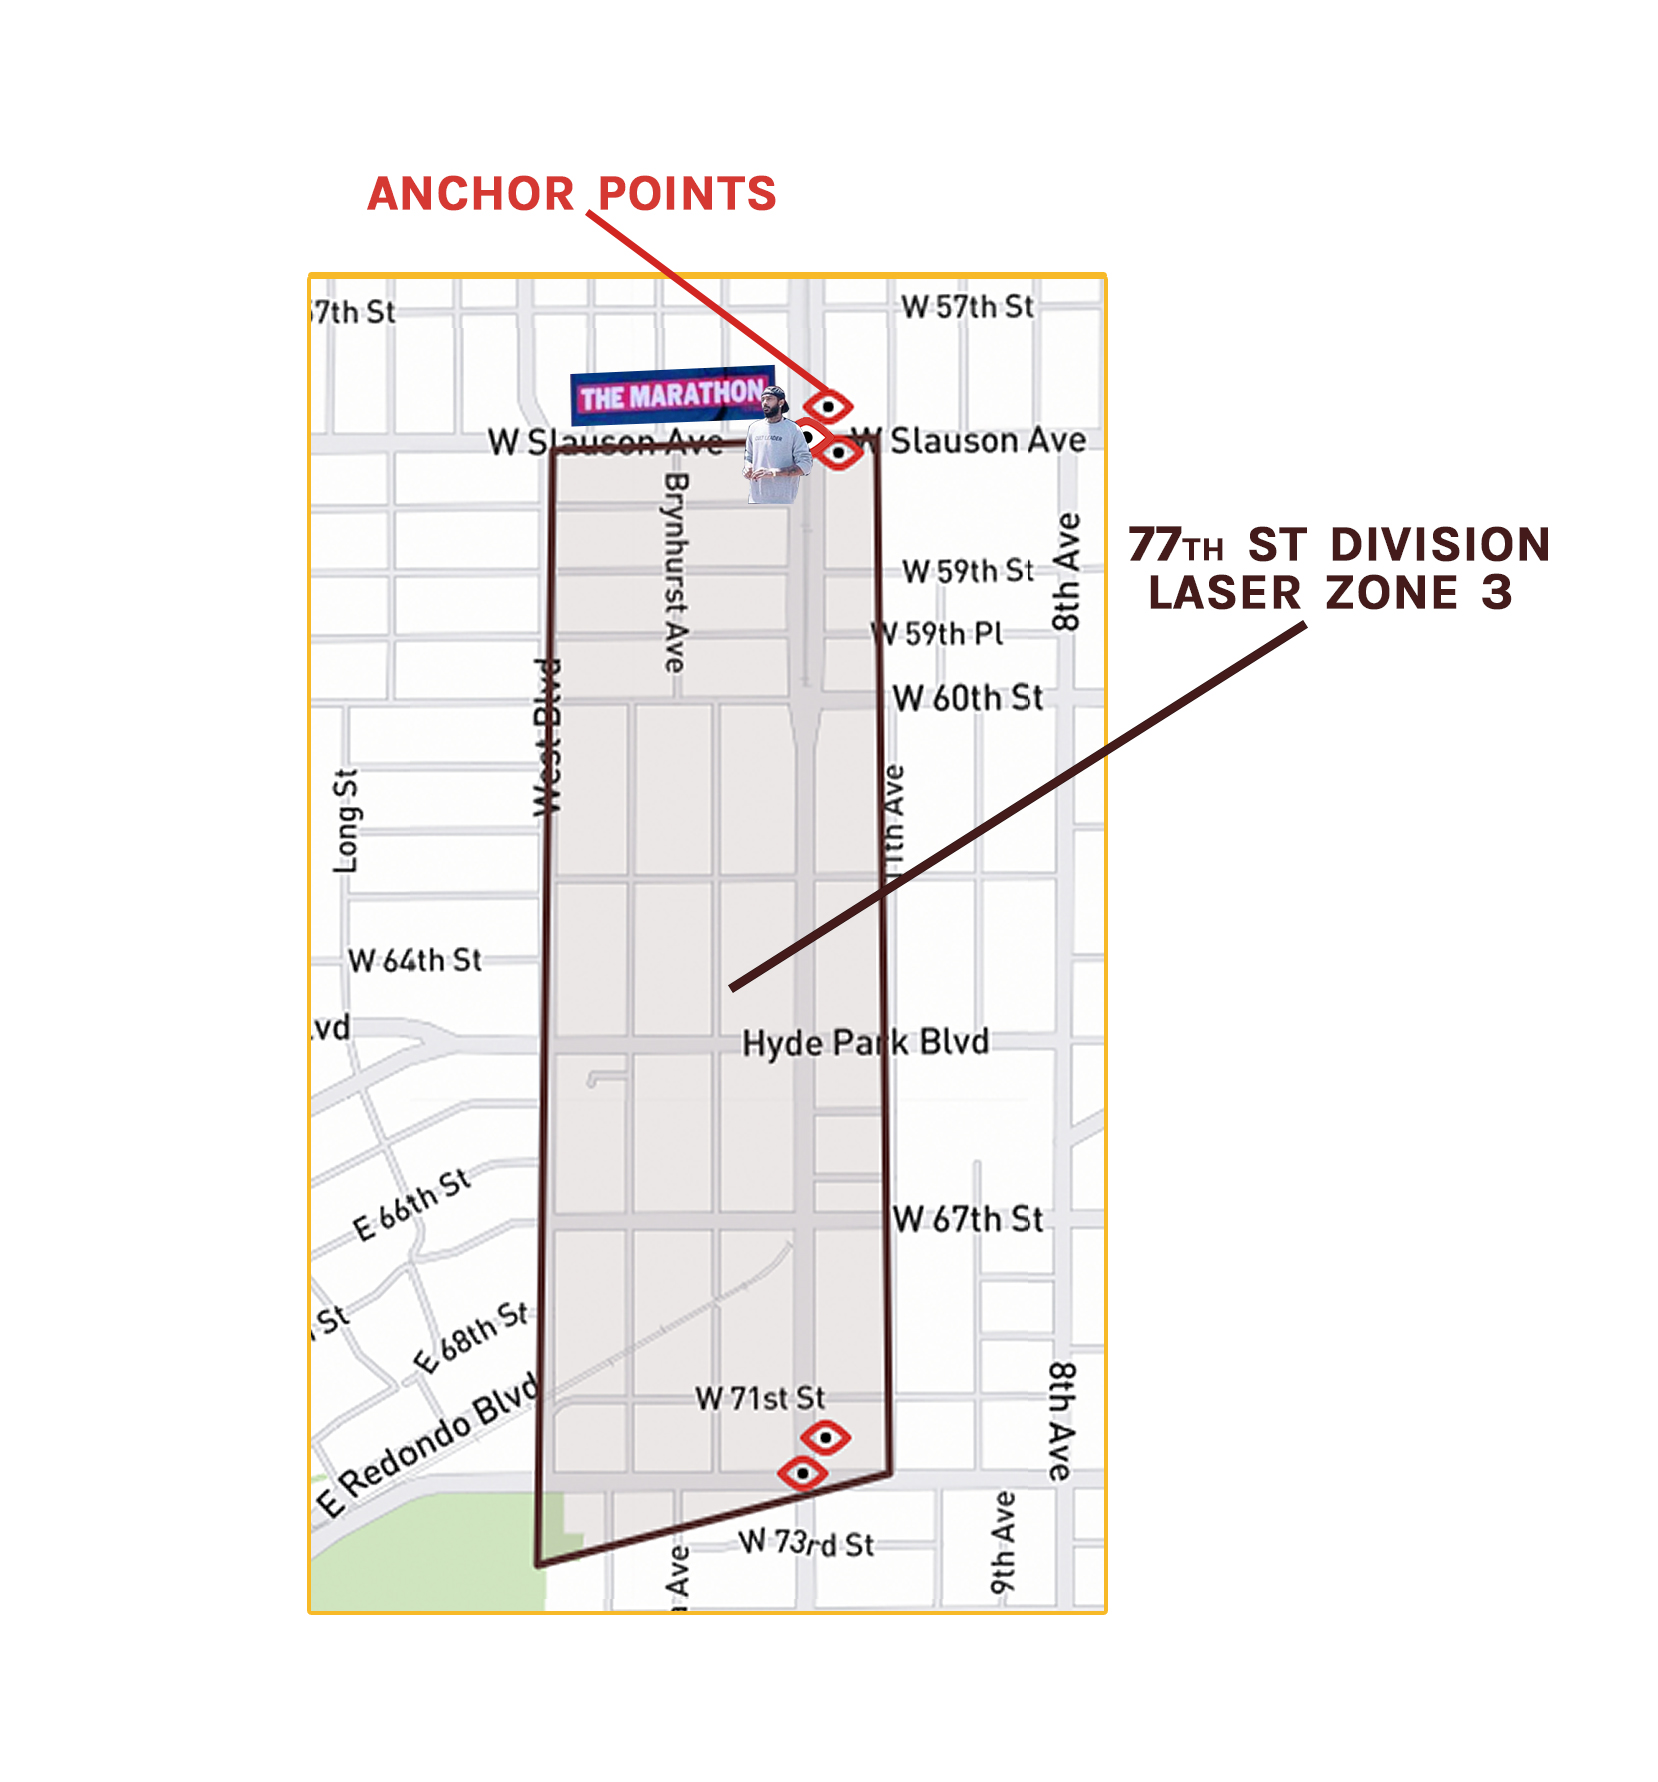 ANCHOR POINTS
57th St
W 57th St
THE MARATHON
W Slauson Ave
W Slauson Ave
Brynhurst Ave
8th Ave
77TH ST DIVISION
LASER ZONE 3
W 59th St
W 59th Pl
W 60th St
West Blvd
Long St
11th Ave
W 64th St
lvd
Hyde Park Blvd
E 66th St
W 67th St
St
E 68th St
E Redondo Blvd
W 71st St
8th Ave
W 73rd St
9th Ave
Ave